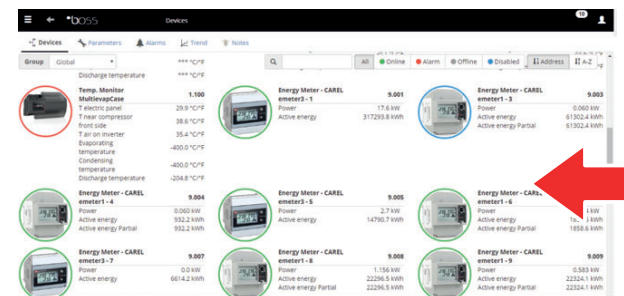 boss
Devices
10
Devices Parameters Alarms Trend Notes
Group Global All Online Alarm Offline Disabled Address A-Z
Discharge temperature *** °C/°F
Temp. Monitor
MultievapCase 1.100
T electric panel 29.9 °C/°F
T near compressor
front side 38.6 °C/°F
T air on inverter 35.4 °C/°F
Evaporating
temperature -400.0 °C/°F
Condensing
temperature -400.0 °C/°F
Discharge temperature -204.8 °C/°F
Energy Meter - CAREL
emeter3 - 1 9.001
Power 17.6 kW
Active energy 317293.8 kWh
Energy Meter - CAREL
emeter1 - 3 9.003
Power 0.060 kW
Active energy 61302.4 kWh
Active energy Partial 61302.4 kWh
Energy Meter - CAREL
emeter1 - 4 9.004
Power 0.060 kW
Active energy 932.2 kWh
Active energy Partial 932.2 kWh
Energy Meter - CAREL
emeter3 - 5 9.005
Power 2.7 kW
Active energy 14790.7 kWh
Energy Meter - CAREL
emeter1 - 6
Power kW
Active energy kWh
Active energy Partial 1858.6 kWh
Energy Meter - CAREL
emeter3 - 7 9.007
Power 0.0 kW
Active energy 6614.2 kWh
Energy Meter - CAREL
emeter1 - 8 9.008
Power 1.156 kW
Active energy 22296.5 kWh
Active energy Partial 22296.5 kWh
Energy Meter - CAREL
emeter1 - 9 9.009
Power 0.583 kW
Active energy 22324.1 kWh
Active energy Partial 22324.1 kWh